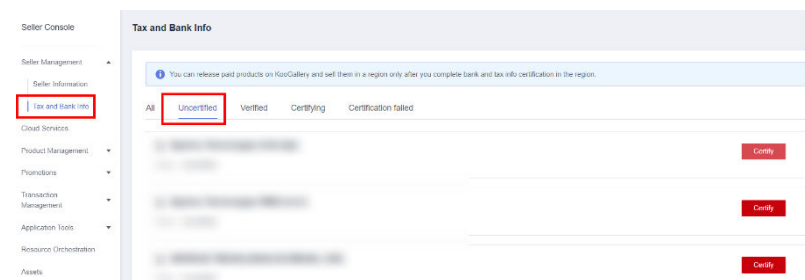 Seller Console
Tax and Bank Info
Seller Management
Seller Information
Tax and Bank Info
Cloud Services
Product Management
Promotions
Transaction
Management
Application Tools
Resource Orchestration
Assets
You can release paid products on KooGallery and sell them in a region only after you complete bank and tax info certification in the region.
All Uncertified Verified Certifying Certification failed
Certify
Certify
Certify